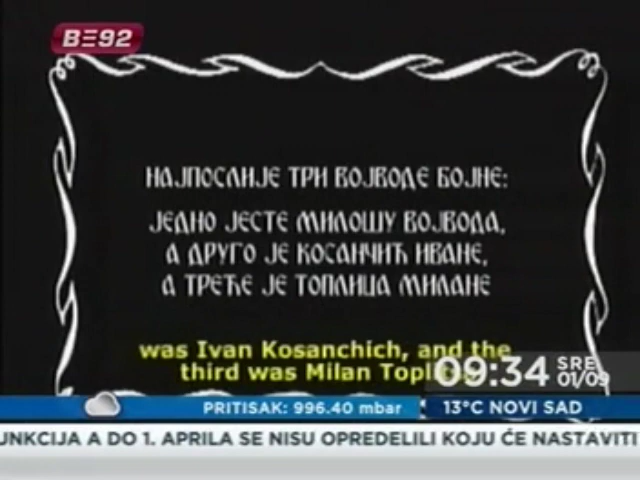 B92
НАЈПОСЛИЈЕ ТРИ ВОЈВОДЕ БОЈНЕ:
ЈЕДНО ЈЕСТЕ МИЛОШУ ВОЈВОДА,
А ДРУГО ЈЕ КОСАНЧИЋ ИВАНЕ,
А ТРЕЋЕ ЈЕ ТОПЛИЦА МИЛАНЕ
was Ivan Kosanchich, and the
third was Milan
09:34 SRE
01/09
PRITISAK: 996.40 mbar 13°C NOVI SAD
UNKCIJA A DO 1. APRILA SE NISU OPREDELILI KOJU ĆE NASTAVITI